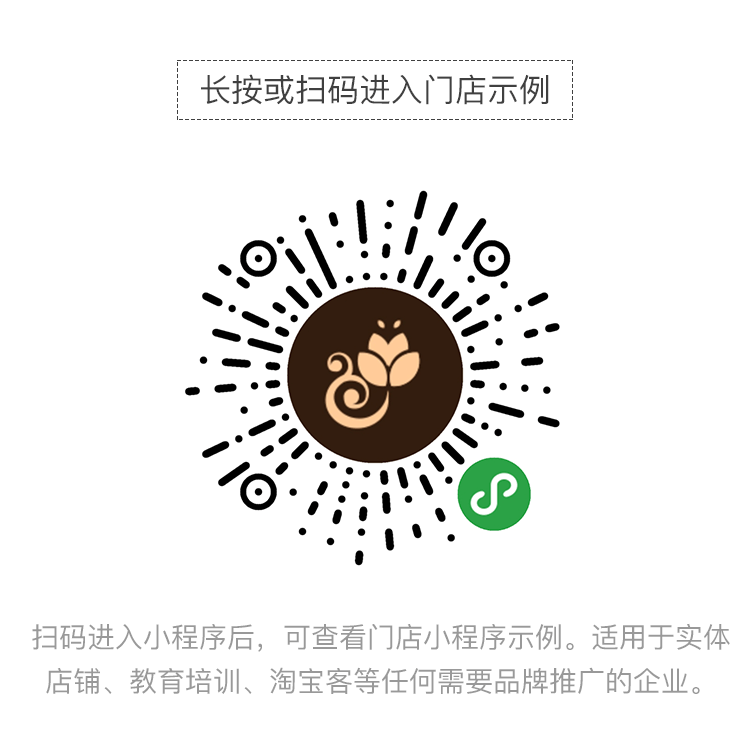 长按或扫码进入门店示例
扫码进入小程序后，可查看门店小程序示例。适用于实体
店铺、教育培训、淘宝客等任何需要品牌推广的企业。